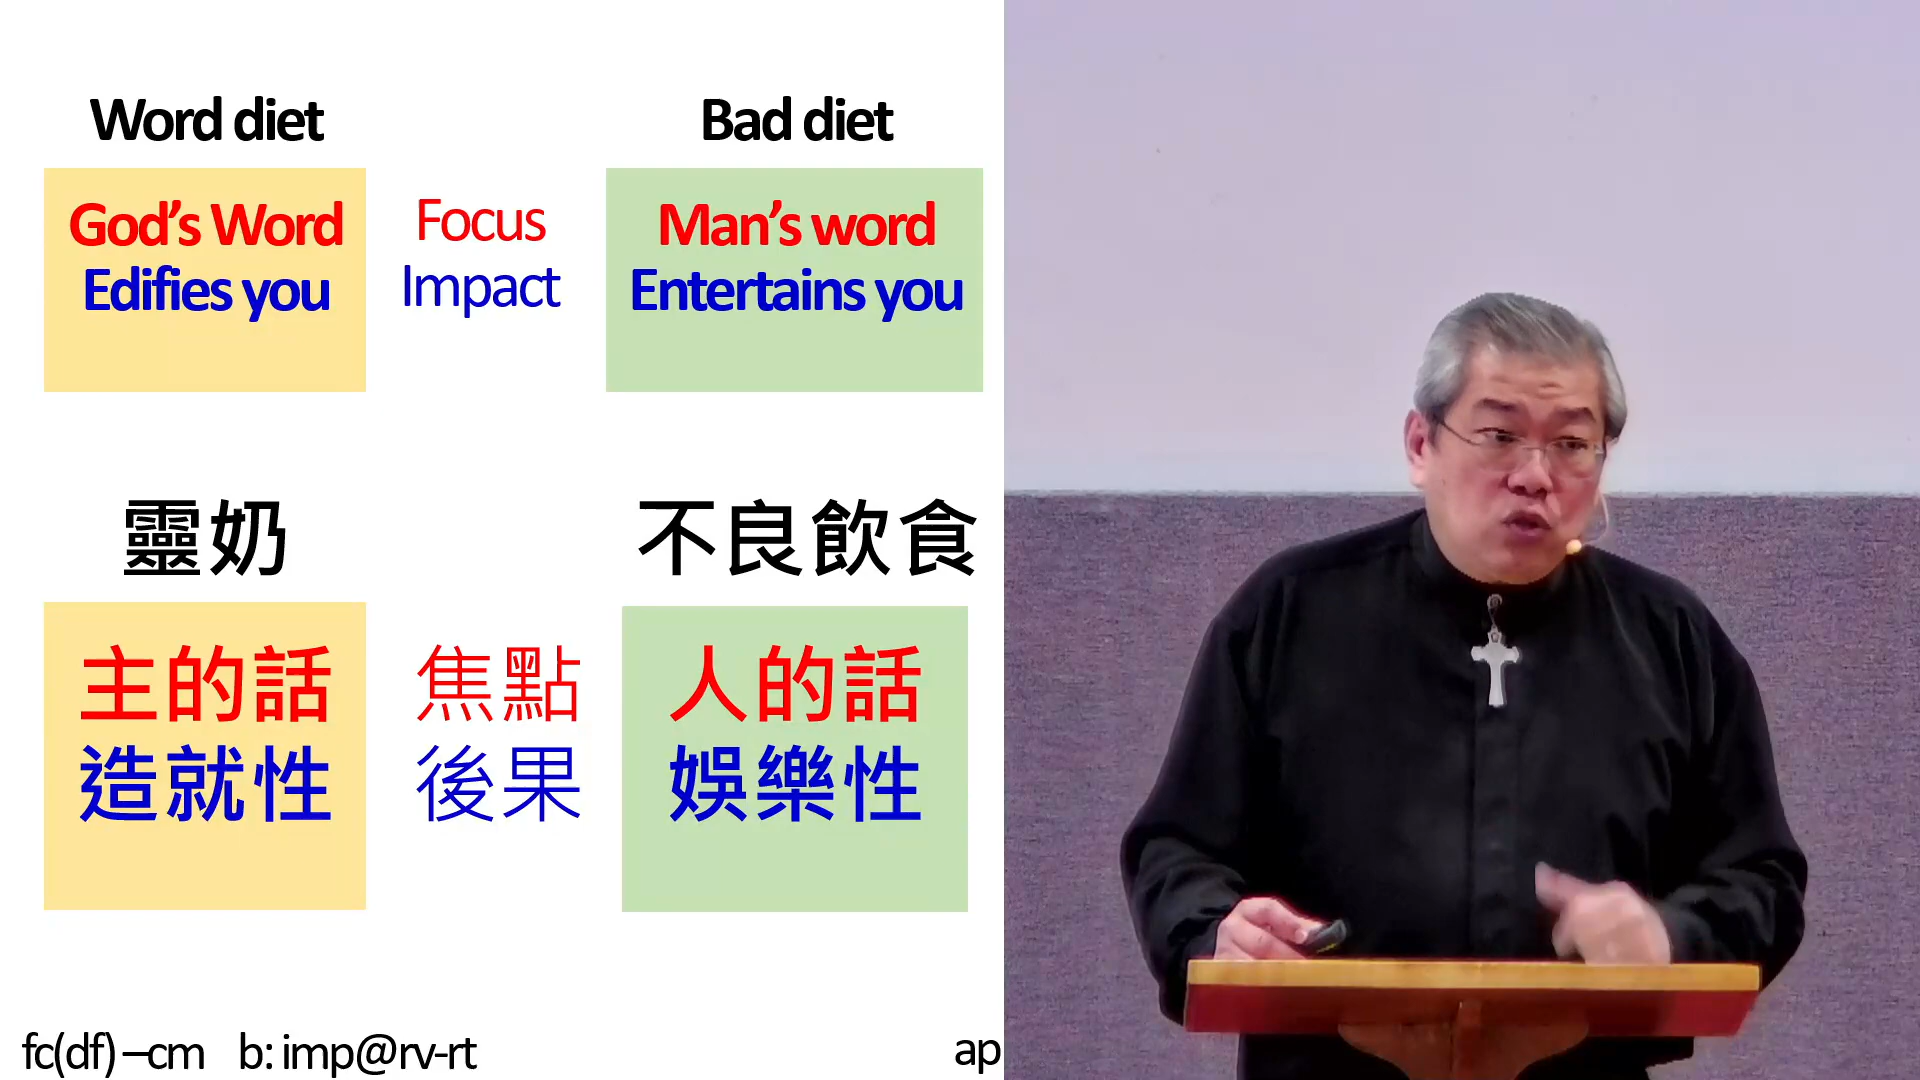 Word diet
Bad diet
God's Word
Focus
Man's word
Edifies you
Impact
Entertains you
靈奶
不良飲食
主的話
焦點
人的話
造就性
後果
娛樂性
fc(df) –cm b: imp@rv-rt
ap